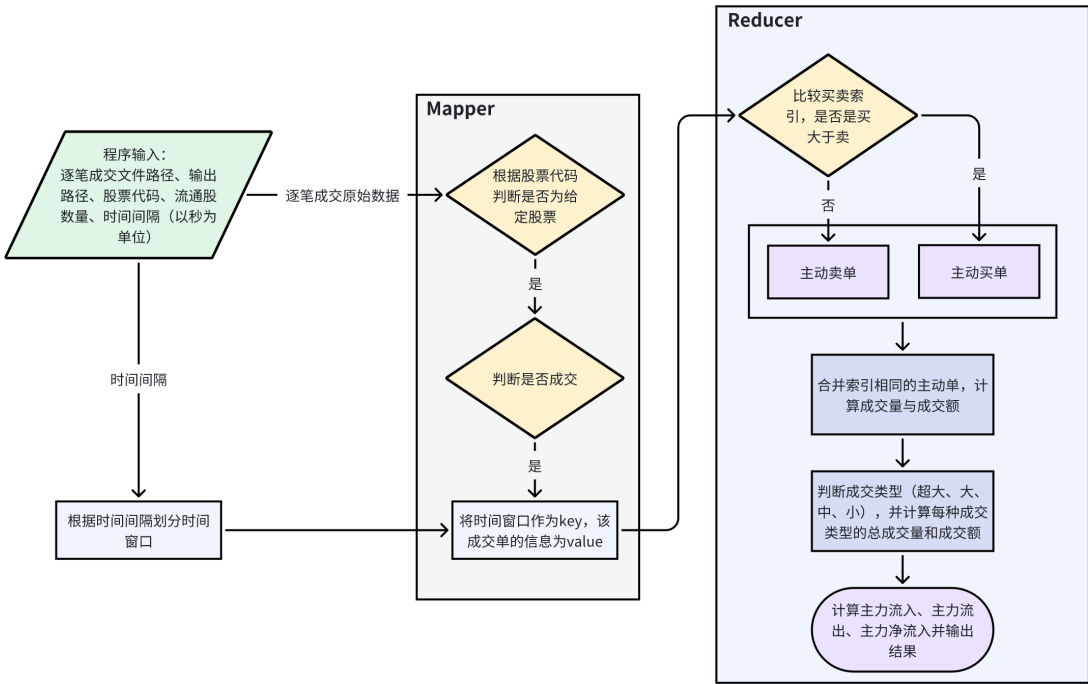 程序输入：
逐笔成交文件路径、输出
路径、股票代码、流通股
数量、时间间隔（以秒为
单位）
逐笔成交原始数据
时间间隔
根据时间间隔划分时间
窗口
Mapper
根据股票代码
判断是否为给
定股票
是
判断是否成交
是
将时间窗口作为key，该
成交单的信息为value
Reducer
比较买卖索
引，是否是买
大于卖
否
是
主动卖单
主动买单
合并索引相同的主动单，计
算成交量与成交额
判断成交类型（超大、大、
中、小），并计算每种成交
类型的总成交量和成交额
计算主力流入、主力流
出、主力净流入并输出
结果